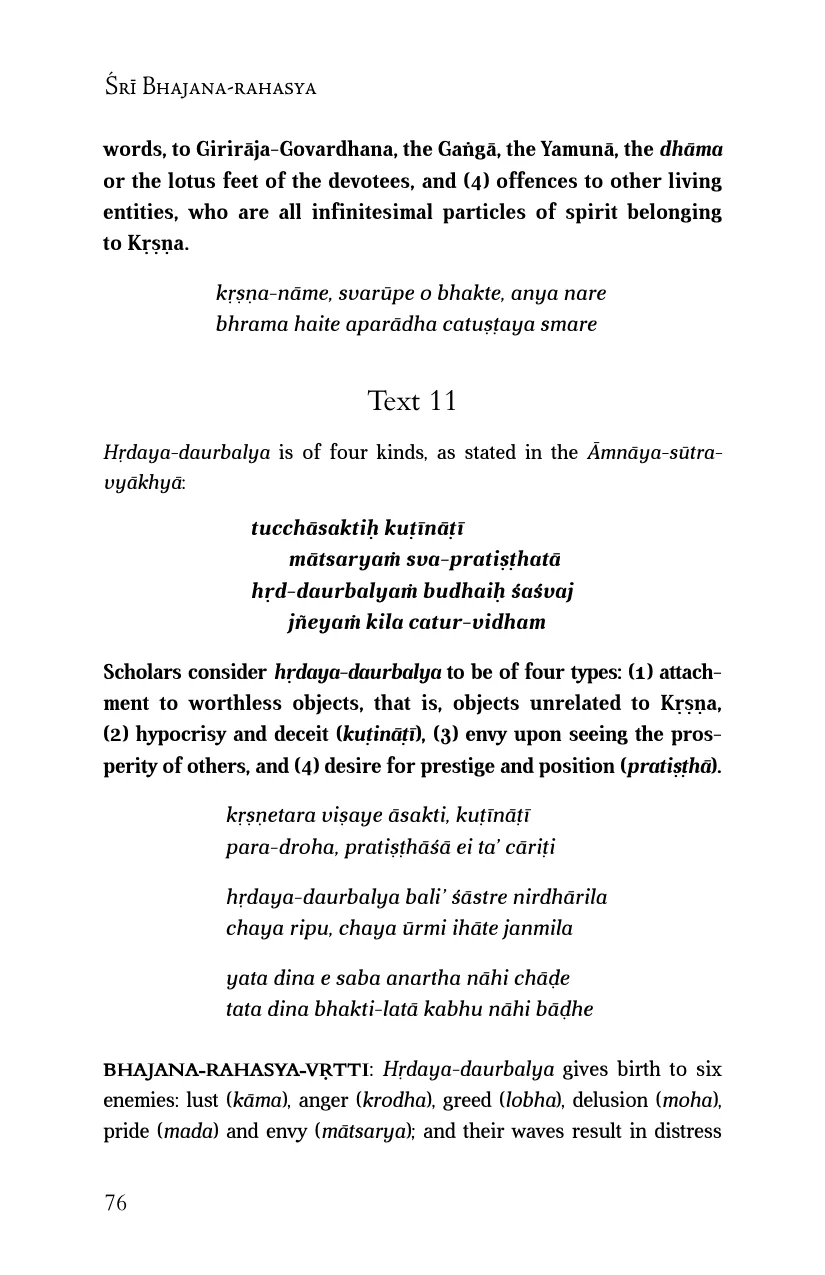 Śrī Bhajana-rahasya
words, to Girirāja-Govardhana, the Gaṅgā, the Yamunā, the dhāma
or the lotus feet of the devotees, and (4) offences to other living
entities, who are all infinitesimal particles of spirit belonging
to Kṛṣṇa.
kṛṣṇa-nāme, svarūpe o bhakte, anya nare
bhrama haite aparādha catuṣṭaya smare
Text 11
Hṛdaya-daurbalya is of four kinds, as stated in the Āmnāya-sūtra-
vyākhyā:
tucchāsaktiḥ kuṭīnāṭī
mātsaryaṁ sva-pratiṣṭhatā
hṛd-daurbalyaṁ budhaiḥ śaśvaj
jñeyaṁ kila catur-vidham
Scholars consider hṛdaya-daurbalya to be of four types: (1) attach-
ment to worthless objects, that is, objects unrelated to Kṛṣṇa,
(2) hypocrisy and deceit (kuṭināṭī), (3) envy upon seeing the pros-
perity of others, and (4) desire for prestige and position (pratiṣṭhā).
kṛṣṇetara viṣaye āsakti, kuṭīnāṭī
para-droha, pratiṣṭhāśā ei ta’ cāriṭi
hṛdaya-daurbalya bali’ śāstre nirdhārila
chaya ripu, chaya ūrmi ihāte janmila
yata dina e saba anartha nāhi chāḍe
tata dina bhakti-latā kabhu nāhi bāḍhe
BHAJANA-RAHASYA-VṚTTI: Hṛdaya-daurbalya gives birth to six
enemies: lust (kāma), anger (krodha), greed (lobha), delusion (moha),
pride (mada) and envy (mātsarya); and their waves result in distress
76